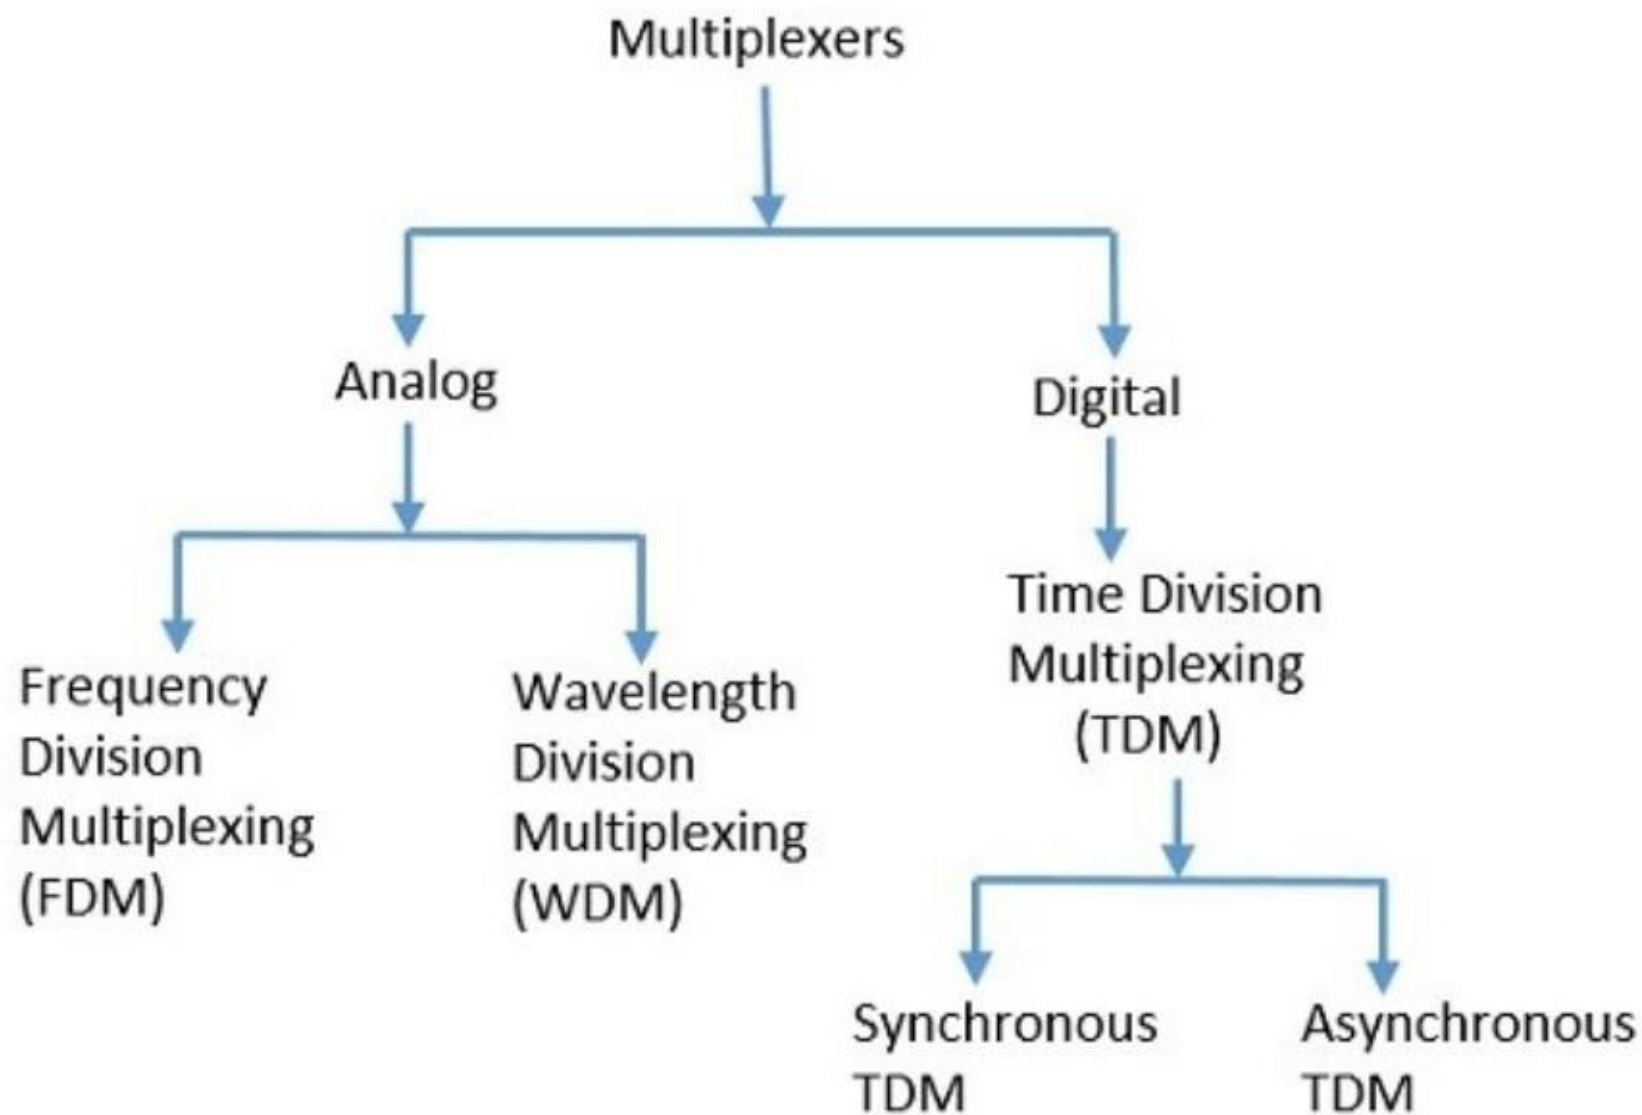 Multiplexers
Analog
Digital
Frequency
Division
Multiplexing
(FDM)
Wavelength
Division
Multiplexing
(WDM)
Time Division
Multiplexing
(TDM)
Synchronous
TDM
Asynchronous
TDM